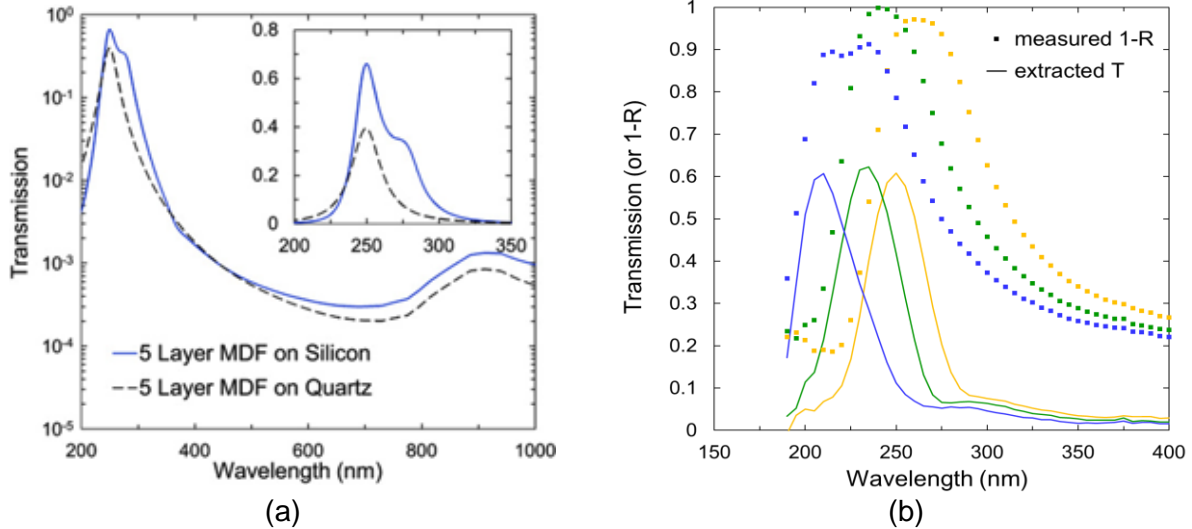 10⁰
10⁻¹
10⁻²
10⁻³
10⁻⁴
10⁻⁵
Transmission
0.8
0.6
0.4
0.2
0
200 250 300 350
5 Layer MDF on Silicon
5 Layer MDF on Quartz
200 400 600 800 1000
Wavelength (nm)
(a)
1
0.9
0.8
0.7
0.6
0.5
0.4
0.3
0.2
0.1
0
Transmission (or 1-R)
measured 1-R
extracted T
150 200 250 300 350 400
Wavelength (nm)
(b)